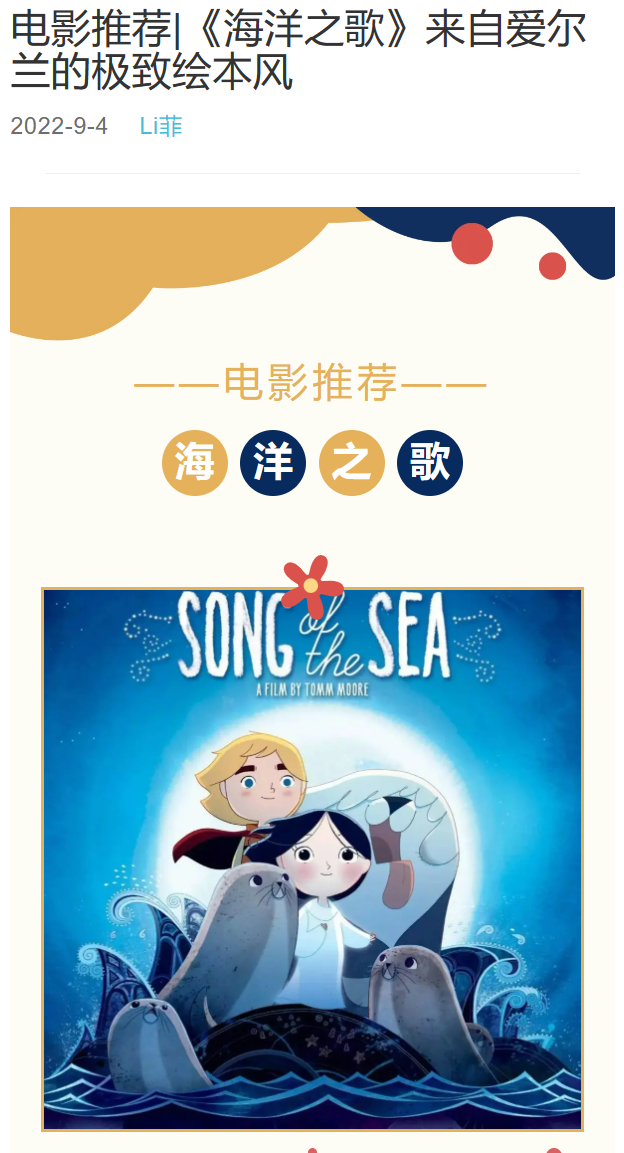 电影推荐|《海洋之歌》来自爱尔
兰的极致绘本风
2022-9-4 Li菲
——电影推荐——
海洋之歌
SONG of the SEA
A FILM BY TOMM MOORE